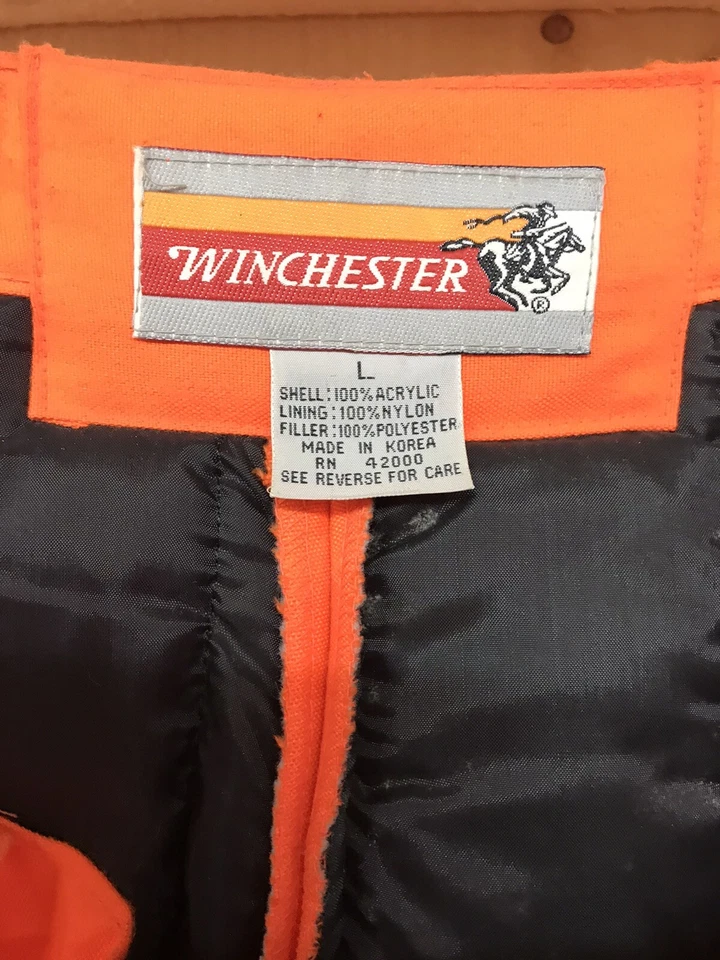 WINCHESTER
®
L
SHELL:100%ACRYLIC
LINING:100%NYLON
FILLER:100%POLYESTER
MADE IN KOREA
RN 42000
SEE REVERSE FOR CARE